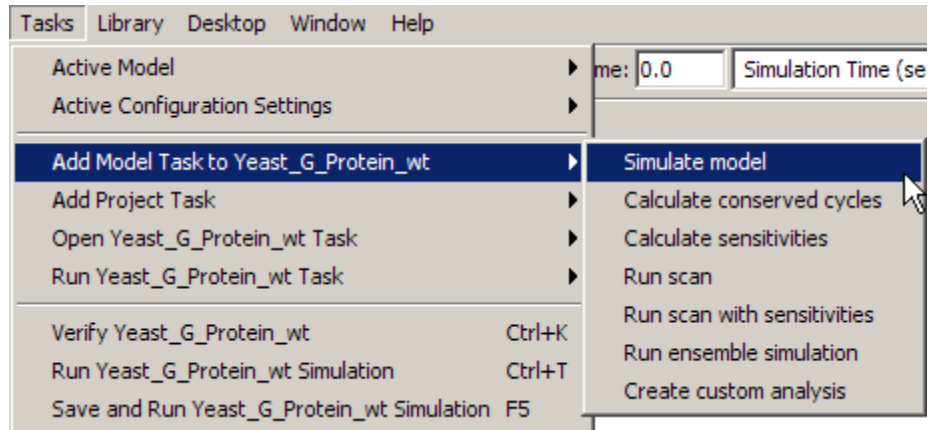 Tasks Library Desktop Window Help
Active Model
me: 0.0 Simulation Time (se
Active Configuration Settings
Add Model Task to Yeast_G_Protein_wt
Add Project Task
Open Yeast_G_Protein_wt Task
Run Yeast_G_Protein_wt Task
Verify Yeast_G_Protein_wt Ctrl+K
Run Yeast_G_Protein_wt Simulation Ctrl+T
Save and Run Yeast_G_Protein_wt Simulation F5
Simulate model
Calculate conserved cycles
Calculate sensitivities
Run scan
Run scan with sensitivities
Run ensemble simulation
Create custom analysis